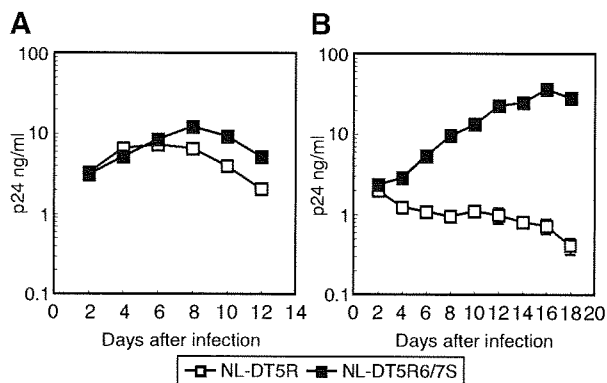 A
B
100
10
1
0.1
p24 ng/ml
0 2 4 6 8 10 12 14
Days after infection
100
10
1
0.1
p24 ng/ml
0 2 4 6 8 10 12 14 16 18 20
Days after infection
NL-DT5R NL-DT5R6/7S